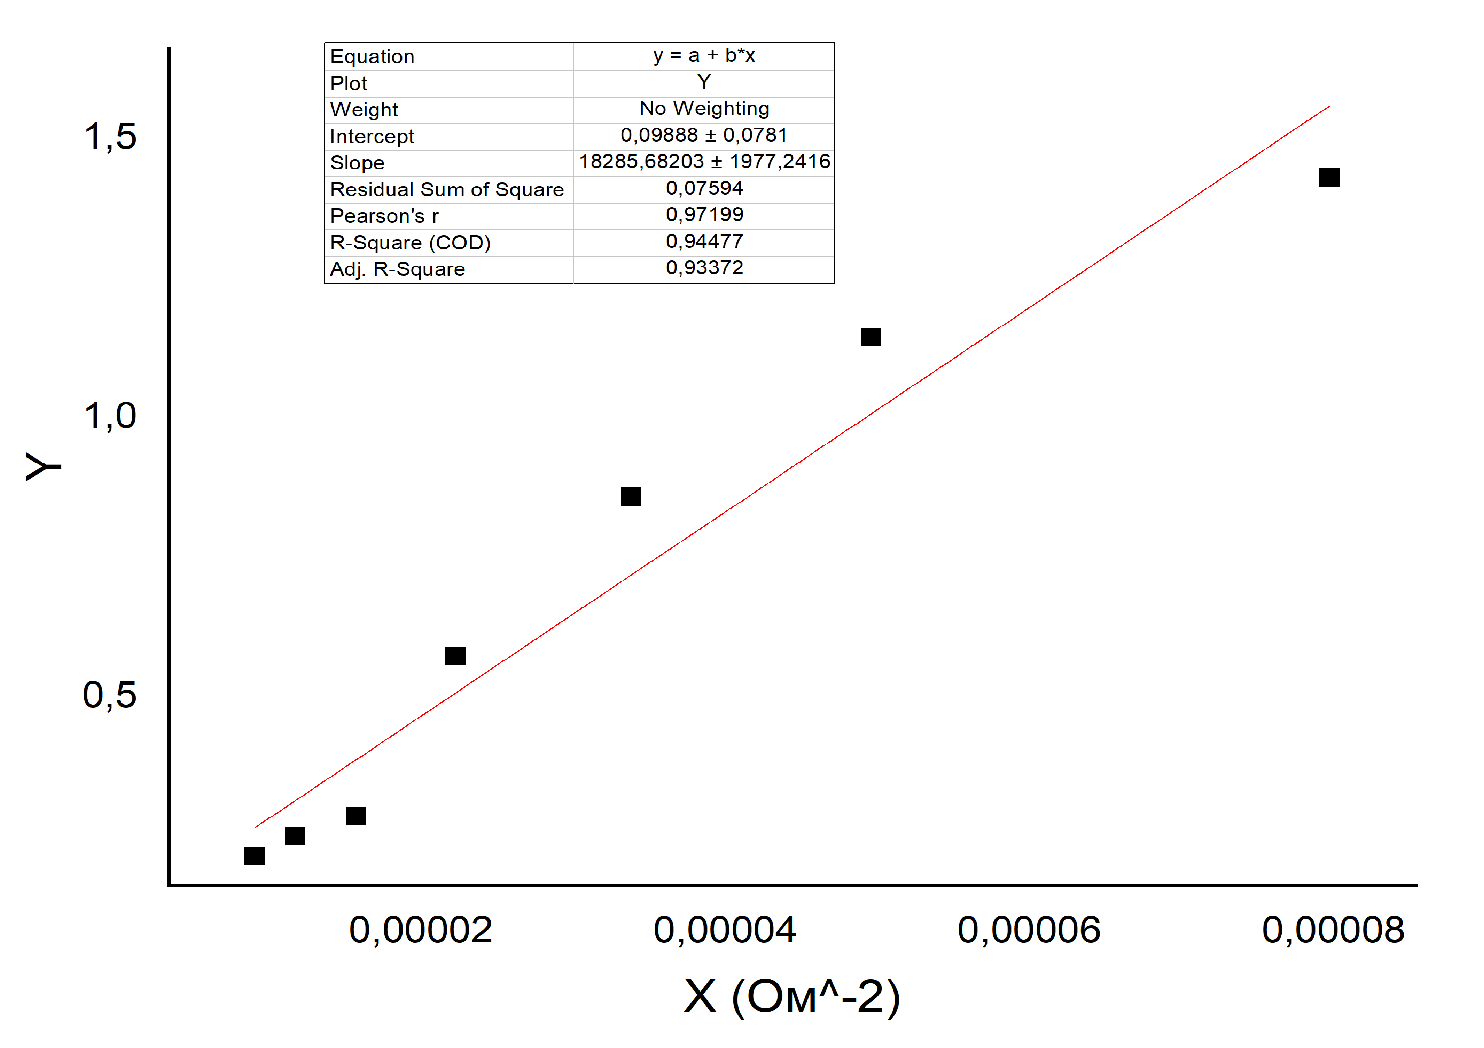 Equation y = a + b*x
Plot Y
Weight No Weighting
Intercept 0,09888 ± 0,0781
Slope 18285,68203 ± 1977,2416
Residual Sum of Square 0,07594
Pearson's r 0,97199
R-Square (COD) 0,94477
Adj. R-Square 0,93372
1,5
1,0
0,5
Y
0,00002 0,00004 0,00006 0,00008
X (Ом^-2)